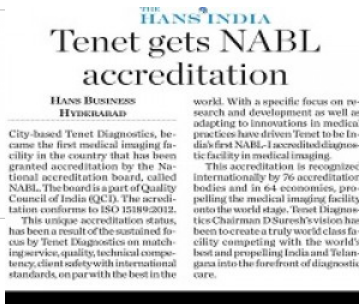 THE
HANS INDIA
Tenet gets NABL
accreditation
HANS BUSINESS
HYDERABAD
City-based Tenet Diagnostics, be-
came the first medical imaging fa-
cility in the country that has been
granted accreditation by the Na-
tional accreditation board, called
NABL. The board is a part of Quality
Council of India (QCI). The acredi-
tation conforms to ISO 15189:2012.
This unique accreditation status,
has been a result of the sustained fo-
cus by Tenet Diagnostics on match-
ing service, quality, technical compe-
tency, client safety with international
standards, on par with the best in the
world. With a specific focus on re-
search and development as well as
adapting to innovations in medical
practices have driven Tenet to be In-
dia's first NABL-I accredited diagnos-
tic facility in medical imaging.
This accreditation is recognized
internationally by 76 accreditation
bodies and in 64 economies, pro-
pelling the medical imaging facility
onto the world stage. Tenet Diagnos-
tics Chairman D Suresh's vision has
been to create a truly world class fa-
cility competing with the world's
best and propelling India and Telan-
gana into the forefront of diagnostic
care.